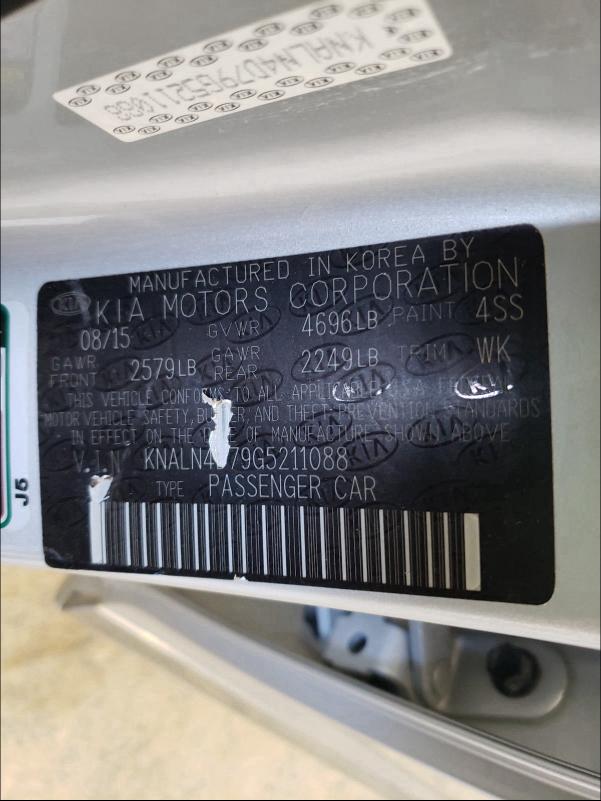 KNALN4D79G5211088
MANUFACTURED IN KOREA BY
KIA KIA MOTORS CORPORATION
08/15 GVWR 4696LB PAINT 4SS
GAWR FRONT 2579LB GAWR REAR 2249LB TRIM WK
THIS VEHICLE CONFORMS TO ALL APPLICABLE U.S.A FEDERAL
MOTOR VEHICLE SAFETY, BUMPER AND THEFT PREVENTION STANDARDS
IN EFFECT ON THE DATE OF MANUFACTURE SHOWN ABOVE
V.I.N KNALN4D79G5211088
TYPE PASSENGER CAR
J5